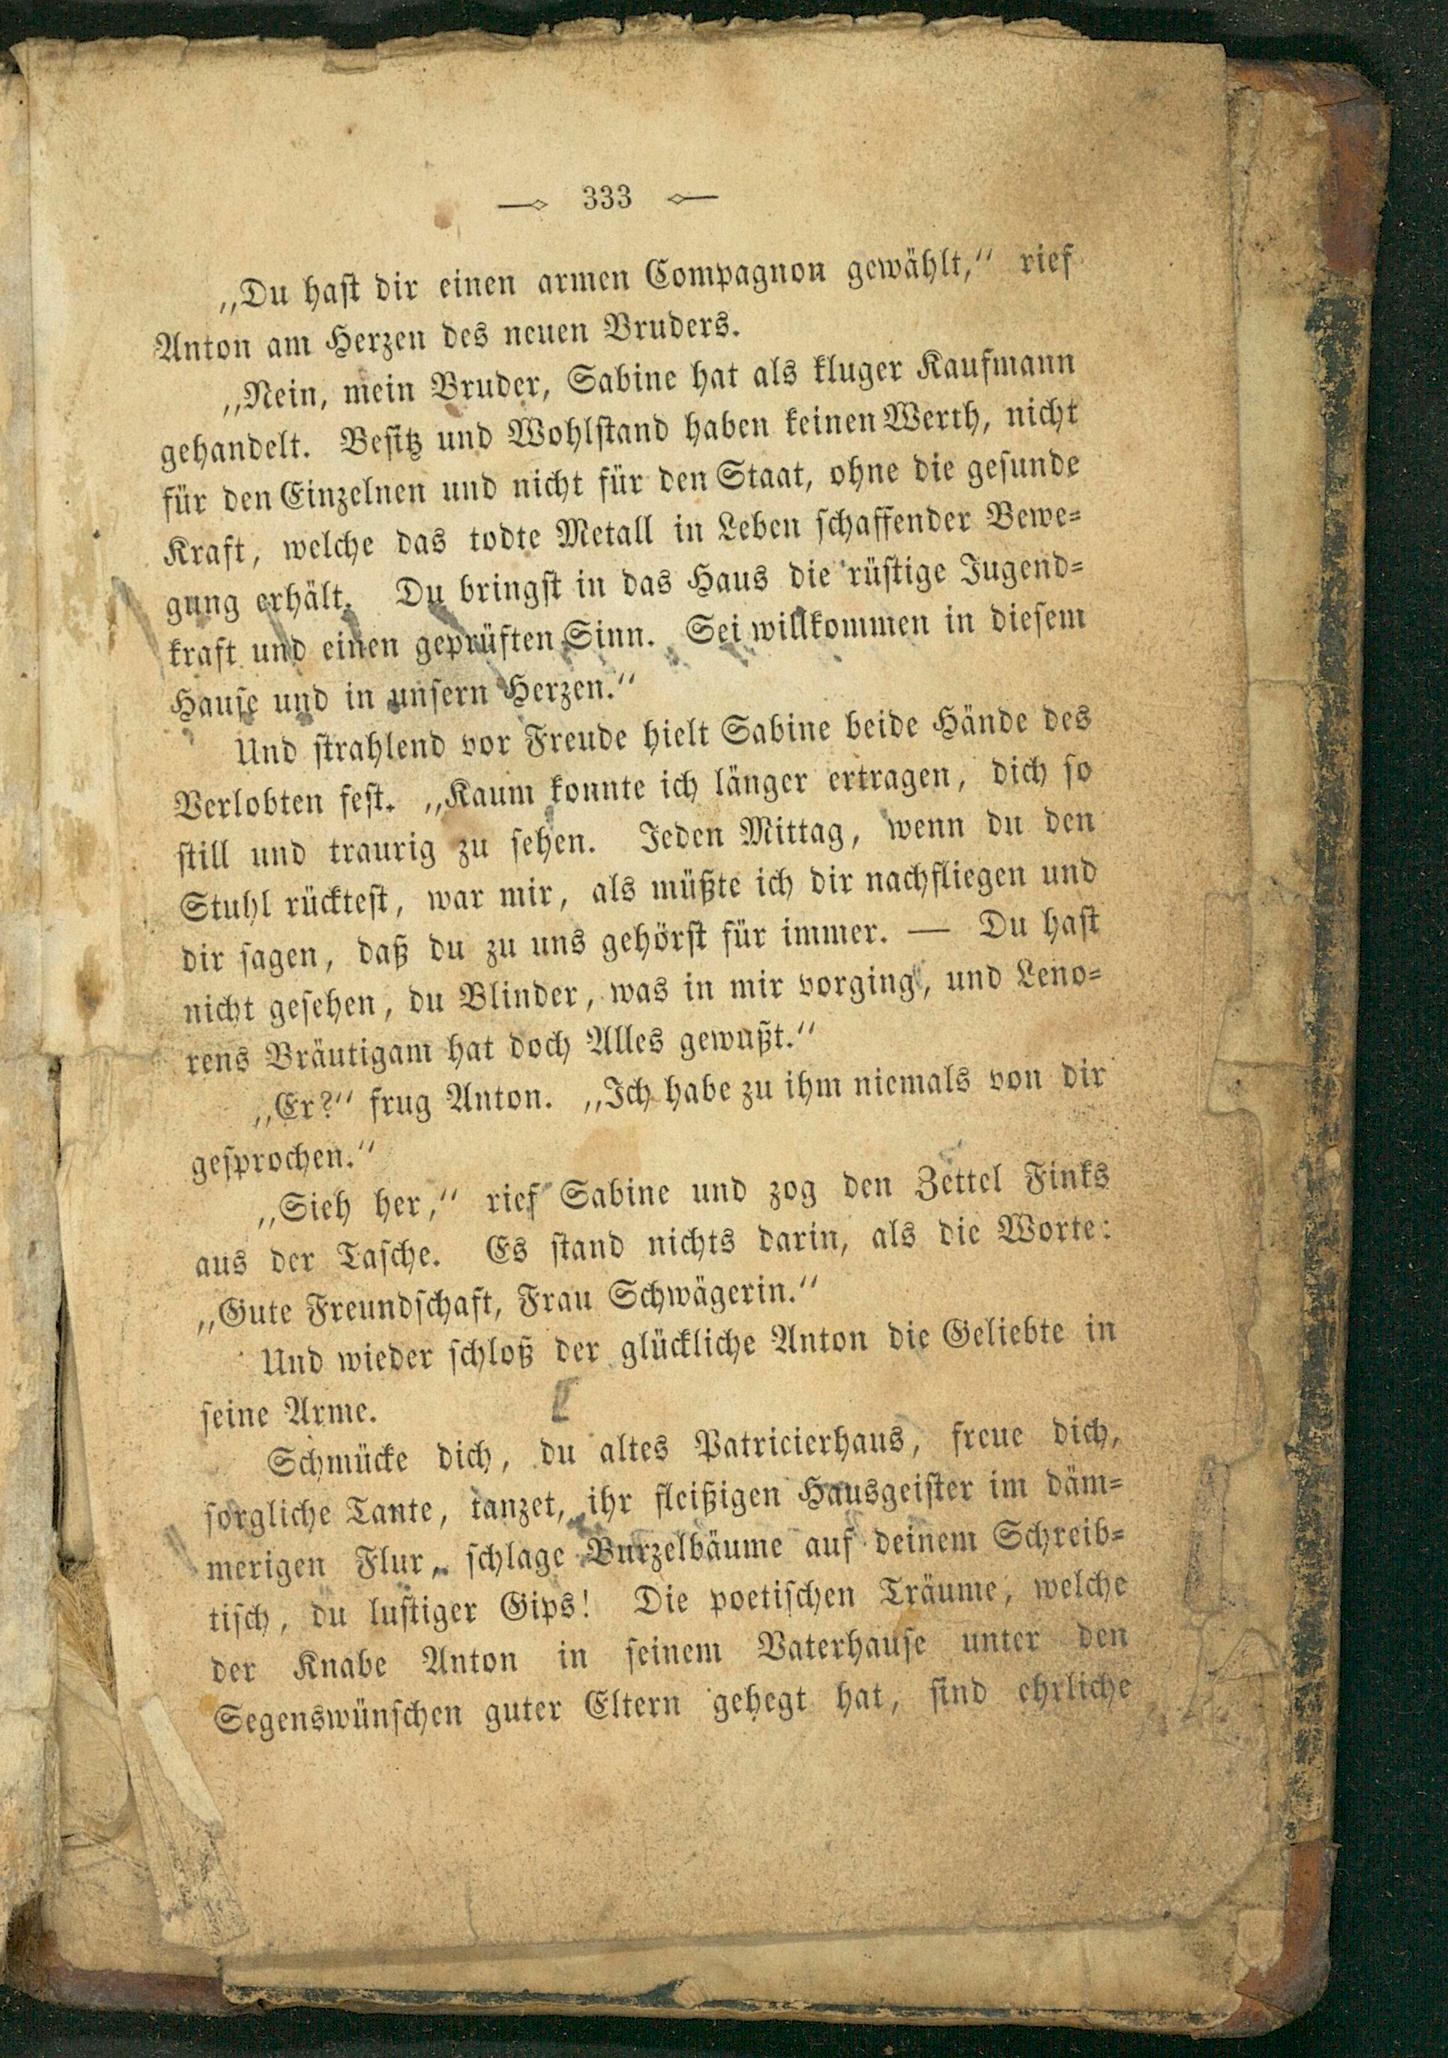 333
„Du hast dir einen armen Compagnon gewählt,“ rief
Anton am Herzen des neuen Bruders.
„Nein, mein Bruder, Sabine hat als kluger Kaufmann
gehandelt. Besitz und Wohlstand haben keinen Werth, nicht
für den Einzelnen und nicht für den Staat, ohne die gesunde
Kraft, welche das todte Metall in Leben schaffender Bewe-
gung erhält. Du bringst in das Haus die rüstige Jugend-
kraft und einen geprüften Sinn. Sei willkommen in diesem
Hause und in unsern Herzen.“
Und strahlend vor Freude hielt Sabine beide Hände des
Verlobten fest. „Kaum konnte ich länger ertragen, dich so
still und traurig zu sehen. Jeden Mittag, wenn du den
Stuhl rücktest, war mir, als müßte ich dir nachfliegen und
dir sagen, daß du zu uns gehörst für immer. — Du hast
nicht gesehen, du Blinder, was in mir vorging, und Leno-
rens Bräutigam hat doch Alles gewußt.“
„Er?“ frug Anton. „Ich habe zu ihm niemals von dir
gesprochen.“
„Sieh her,“ rief Sabine und zog den Zettel Finks
aus der Tasche. Es stand nichts darin, als die Worte:
„Gute Freundschaft, Frau Schwägerin.“
Und wieder schloß der glückliche Anton die Geliebte in
seine Arme.
Schmücke dich, du altes Patricierhaus, freue dich,
sorgliche Tante, tanzet, ihr fleißigen Hausgeister im däm-
merigen Flur, schlage Burzelbäume auf deinem Schreib-
tisch, du lustiger Gips! Die poetischen Träume, welche
der Knabe Anton in seinem Vaterhause unter den
Segenswünschen guter Eltern gehegt hat, sind ehrliche